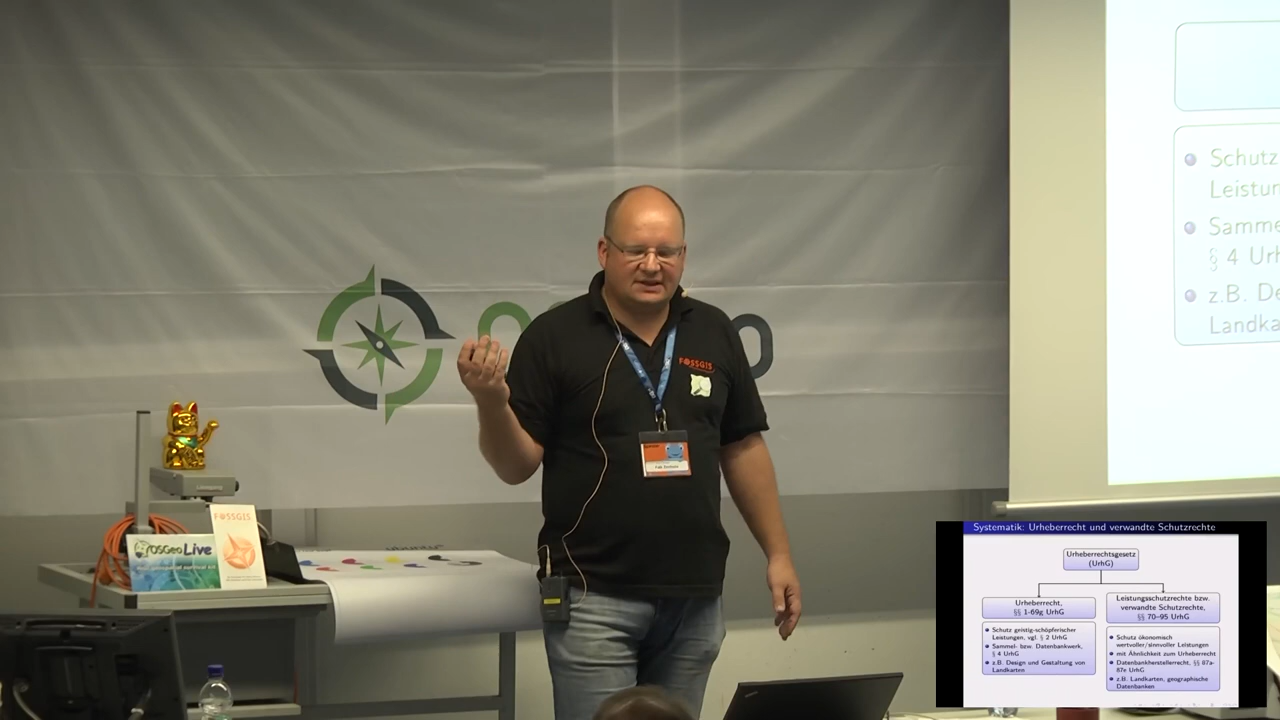 Schutz
Leistun
Samme
§ 4 Urh
z.B. De
Landka
FOSSGIS
FOSSGIS
OSGeo Live
ubuntu
Systematik: Urheberrecht und verwandte Schutzrechte
Urheberrechtsgesetz
(UrhG)
Urheberrecht,
§§ 1-69g UrhG
Schutz geistig-schöpferischer
Leistungen, vgl. § 2 UrhG
Sammel- bzw. Datenbankwerk,
§ 4 UrhG
z.B. Design und Gestaltung von
Landkarten
Leistungsschutzrechte bzw.
verwandte Schutzrechte,
§§ 70–95 UrhG
Schutz ökonomisch
wertvoller/sinnvoller Leistungen
mit Ähnlichkeit zum Urheberrecht
Datenbankherstellerrecht, §§ 87a-
87e UrhG
z.B. Landkarten, geographische
Datenbanken